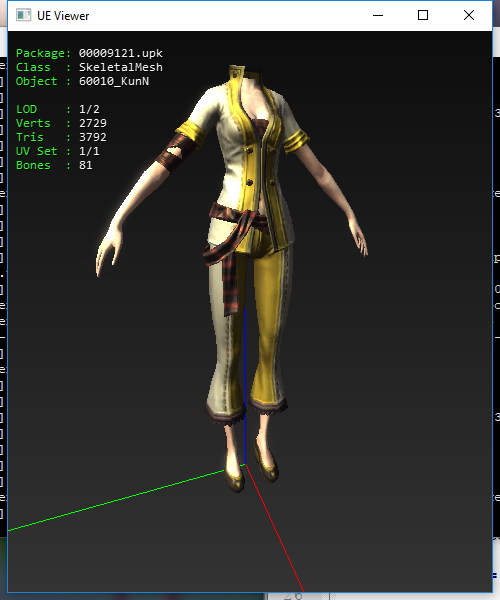 UE Viewer
Package: 00009121.upk
Class : SkeletalMesh
Object : 60010_KunN
LOD : 1/2
Verts : 2729
Tris : 3792
UV Set : 1/1
Bones : 81